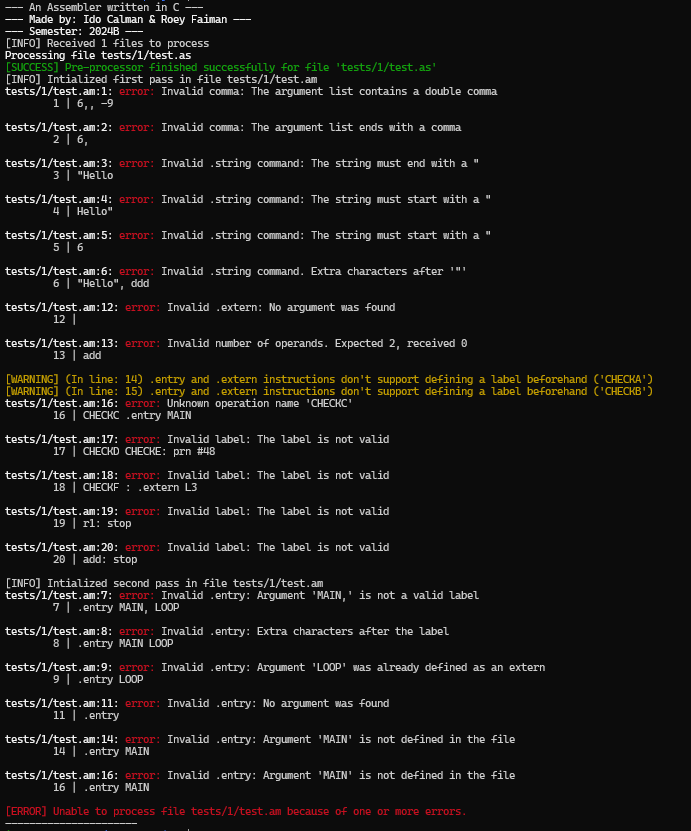 --- An Assembler written in C ---
--- Made by: Ido Calman & Roey Faiman ---
--- Semester: 2024B ---
[INFO] Received 1 files to process
Processing file tests/1/test.as
[SUCCESS] Pre-processor finished successfully for file 'tests/1/test.as'
[INFO] Intialized first pass in file tests/1/test.am
tests/1/test.am:1: error: Invalid comma: The argument list contains a double comma
1 | 6,, -9
tests/1/test.am:2: error: Invalid comma: The argument list ends with a comma
2 | 6,
tests/1/test.am:3: error: Invalid .string command: The string must end with a "
3 | "Hello
tests/1/test.am:4: error: Invalid .string command: The string must start with a "
4 | Hello"
tests/1/test.am:5: error: Invalid .string command: The string must start with a "
5 | 6
tests/1/test.am:6: error: Invalid .string command. Extra characters after '"'
6 | "Hello", ddd
tests/1/test.am:12: error: Invalid .extern: No argument was found
12 |
tests/1/test.am:13: error: Invalid number of operands. Expected 2, received 0
13 | add
[WARNING] (In line: 14) .entry and .extern instructions don't support defining a label beforehand ('CHECKA')
[WARNING] (In line: 15) .entry and .extern instructions don't support defining a label beforehand ('CHECKB')
tests/1/test.am:16: error: Unknown operation name 'CHECKC'
16 | CHECKC .entry MAIN
tests/1/test.am:17: error: Invalid label: The label is not valid
17 | CHECKD CHECKE: prn #48
tests/1/test.am:18: error: Invalid label: The label is not valid
18 | CHECKF : .extern L3
tests/1/test.am:19: error: Invalid label: The label is not valid
19 | r1: stop
tests/1/test.am:20: error: Invalid label: The label is not valid
20 | add: stop
[INFO] Intialized second pass in file tests/1/test.am
tests/1/test.am:7: error: Invalid .entry: Argument 'MAIN,' is not a valid label
7 | .entry MAIN, LOOP
tests/1/test.am:8: error: Invalid .entry: Extra characters after the label
8 | .entry MAIN LOOP
tests/1/test.am:9: error: Invalid .entry: Argument 'LOOP' was already defined as an extern
9 | .entry LOOP
tests/1/test.am:11: error: Invalid .entry: No argument was found
11 | .entry
tests/1/test.am:14: error: Invalid .entry: Argument 'MAIN' is not defined in the file
14 | .entry MAIN
tests/1/test.am:16: error: Invalid .entry: Argument 'MAIN' is not defined in the file
16 | .entry MAIN
[ERROR] Unable to process file tests/1/test.am because of one or more errors.
----------------------